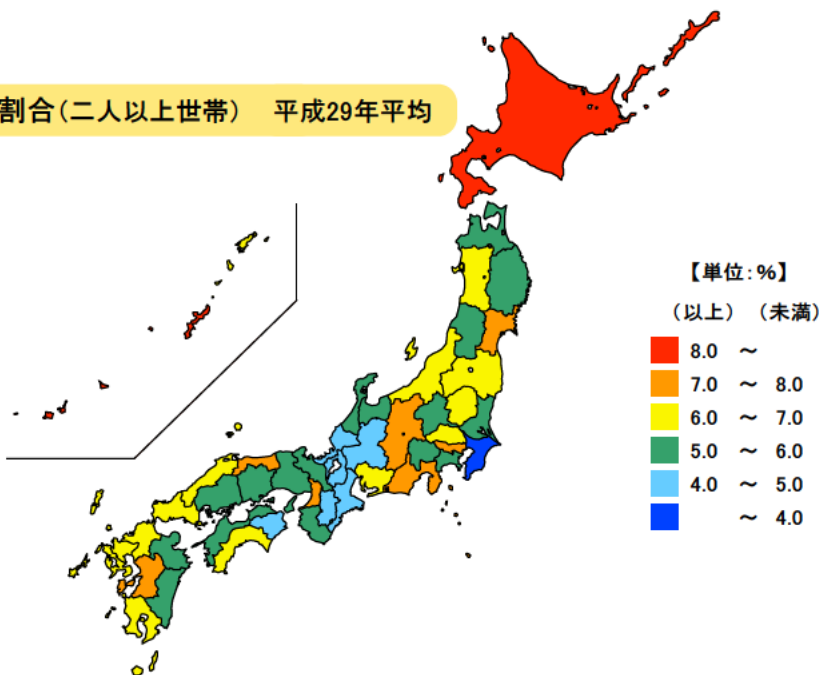 割合(二人以上世帯) 平成29年平均
【単位:%】
(以上) (未満)
8.0 ～
7.0 ～ 8.0
6.0 ～ 7.0
5.0 ～ 6.0
4.0 ～ 5.0
～ 4.0